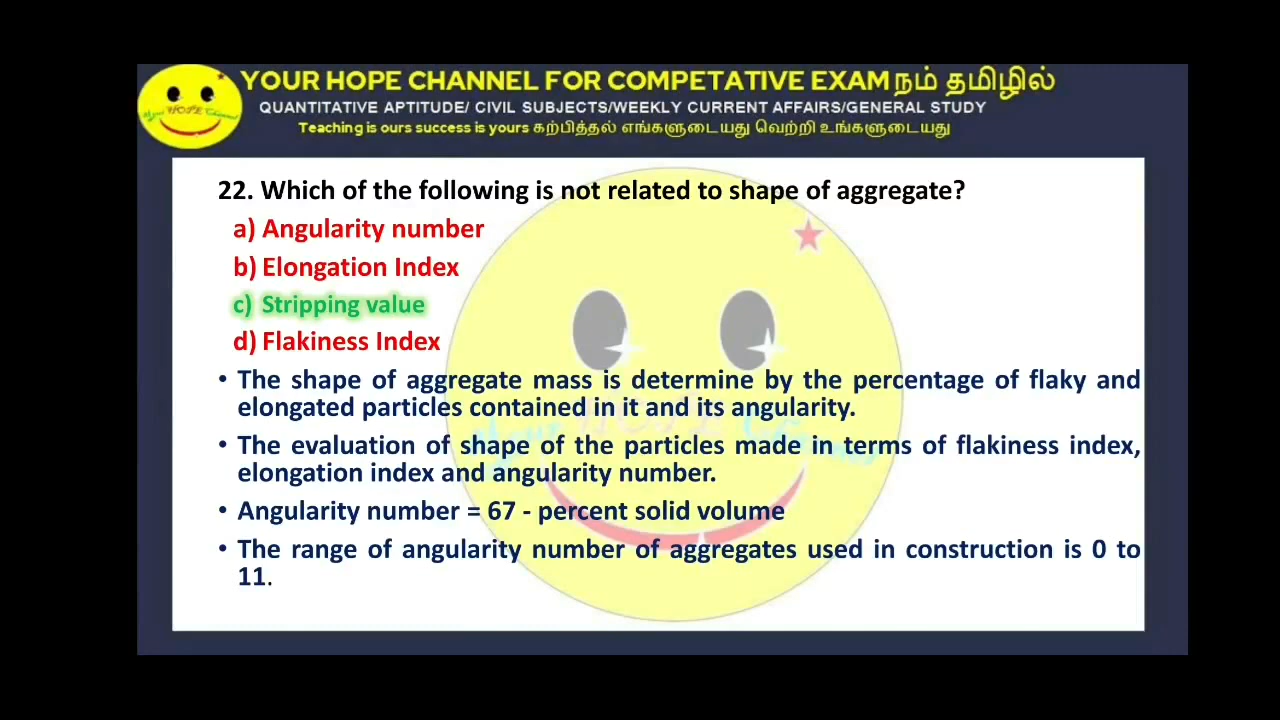 YOUR HOPE CHANNEL FOR COMPETATIVE EXAM நம் தமிழில்
QUANTITATIVE APTITUDE/ CIVIL SUBJECTS/WEEKLY CURRENT AFFAIRS/GENERAL STUDY
Teaching is ours success is yours கற்பித்தல் எங்களுடையது வெற்றி உங்களுடையது
Your HOPE Channel
22. Which of the following is not related to shape of aggregate?
a) Angularity number
b) Elongation Index
c) Stripping value
d) Flakiness Index
• The shape of aggregate mass is determine by the percentage of flaky and
elongated particles contained in it and its angularity.
• The evaluation of shape of the particles made in terms of flakiness index,
elongation index and angularity number.
• Angularity number = 67 - percent solid volume
• The range of angularity number of aggregates used in construction is 0 to
11.